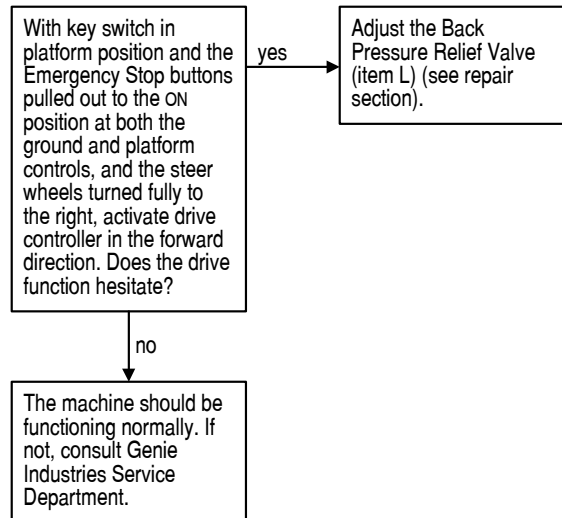 With key switch in
platform position and the
Emergency Stop buttons
pulled out to the ON
position at both the
ground and platform
controls, and the steer
wheels turned fully to
the right, activate drive
controller in the forward
direction. Does the drive
function hesitate?
yes
Adjust the Back
Pressure Relief Valve
(item L) (see repair
section).
no
The machine should be
functioning normally. If
not, consult Genie
Industries Service
Department.